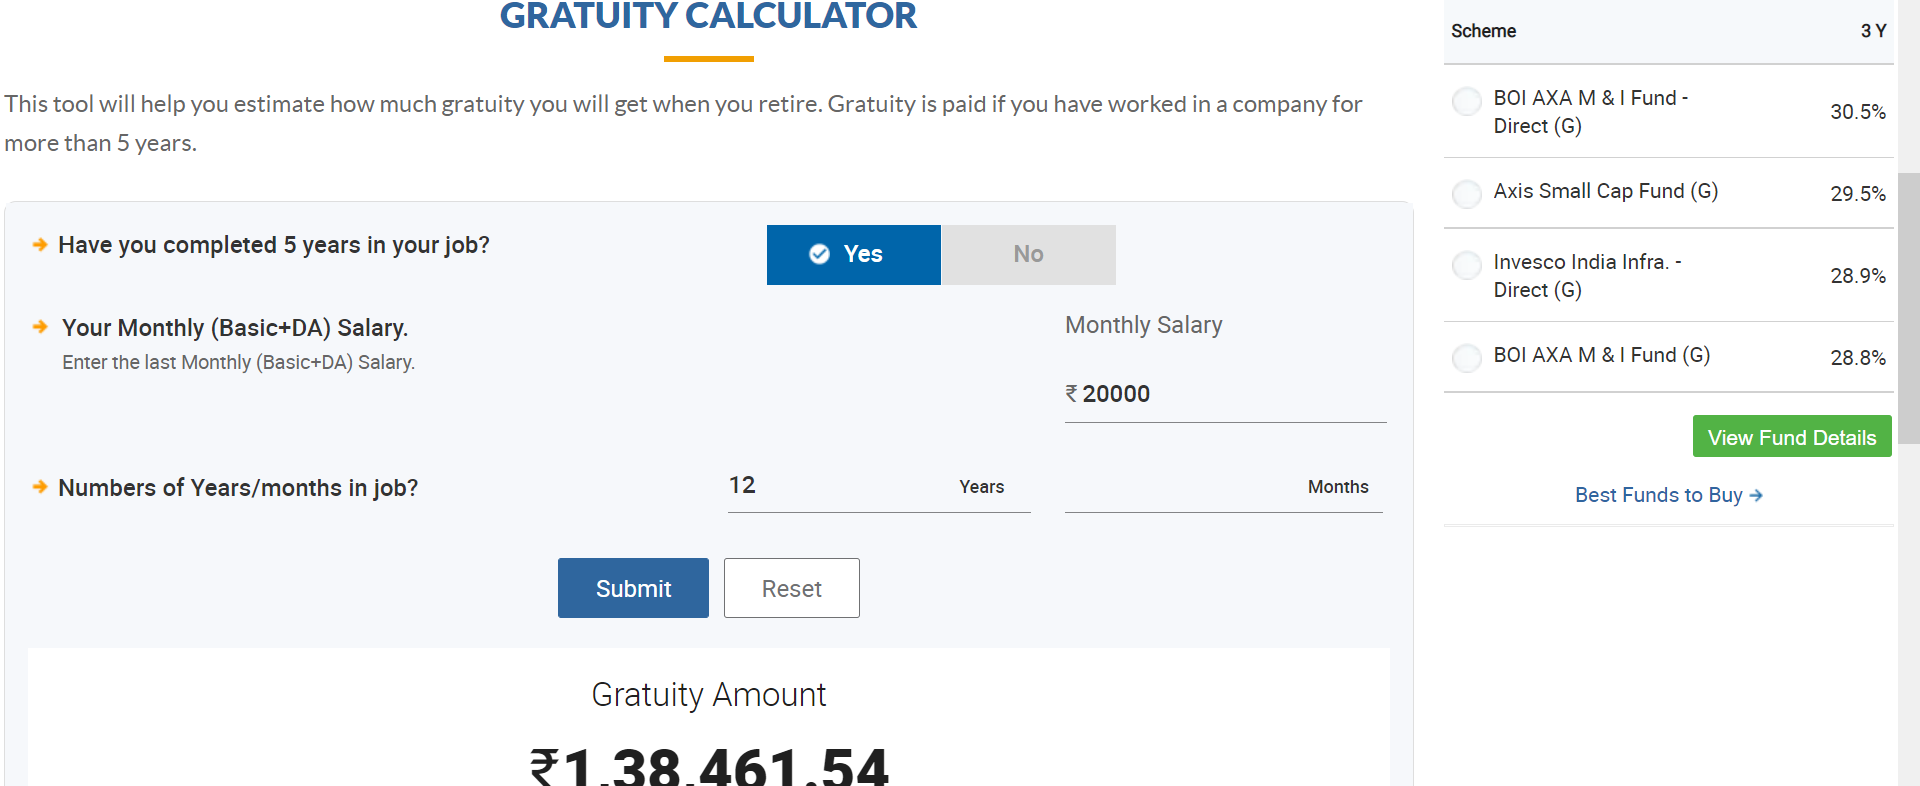 GRATUITY CALCULATOR
This tool will help you estimate how much gratuity you will get when you retire. Gratuity is paid if you have worked in a company for
more than 5 years.
Have you completed 5 years in your job?
Yes
No
Your Monthly (Basic+DA) Salary.
Enter the last Monthly (Basic+DA) Salary.
Monthly Salary
₹ 20000
Numbers of Years/months in job?
12 Years
Months
Submit
Reset
Gratuity Amount
₹1,38,461.54
Scheme 3 Y
BOI AXA M & I Fund -
Direct (G)
30.5%
Axis Small Cap Fund (G) 29.5%
Invesco India Infra. -
Direct (G)
28.9%
BOI AXA M & I Fund (G) 28.8%
View Fund Details
Best Funds to Buy